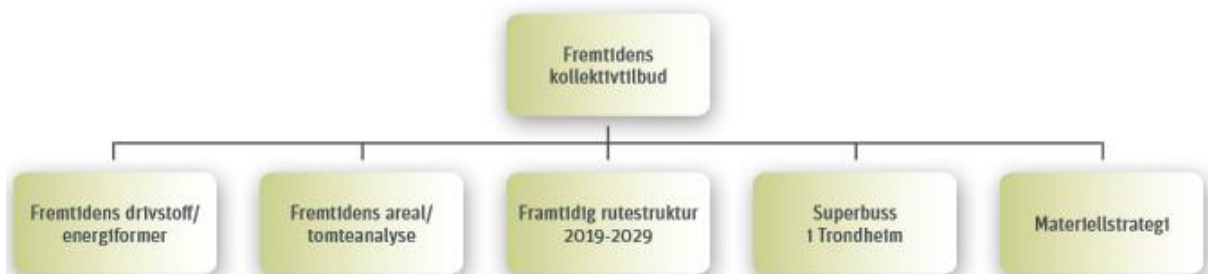 Fremtidens
kollektivtilbud
Fremtidens drivstoff/
energiformer
Fremtidens areal/
tomteanalyse
Framtidig rutestruktur
2019-2029
Superbuss
i Trondheim
Materiellstrategi